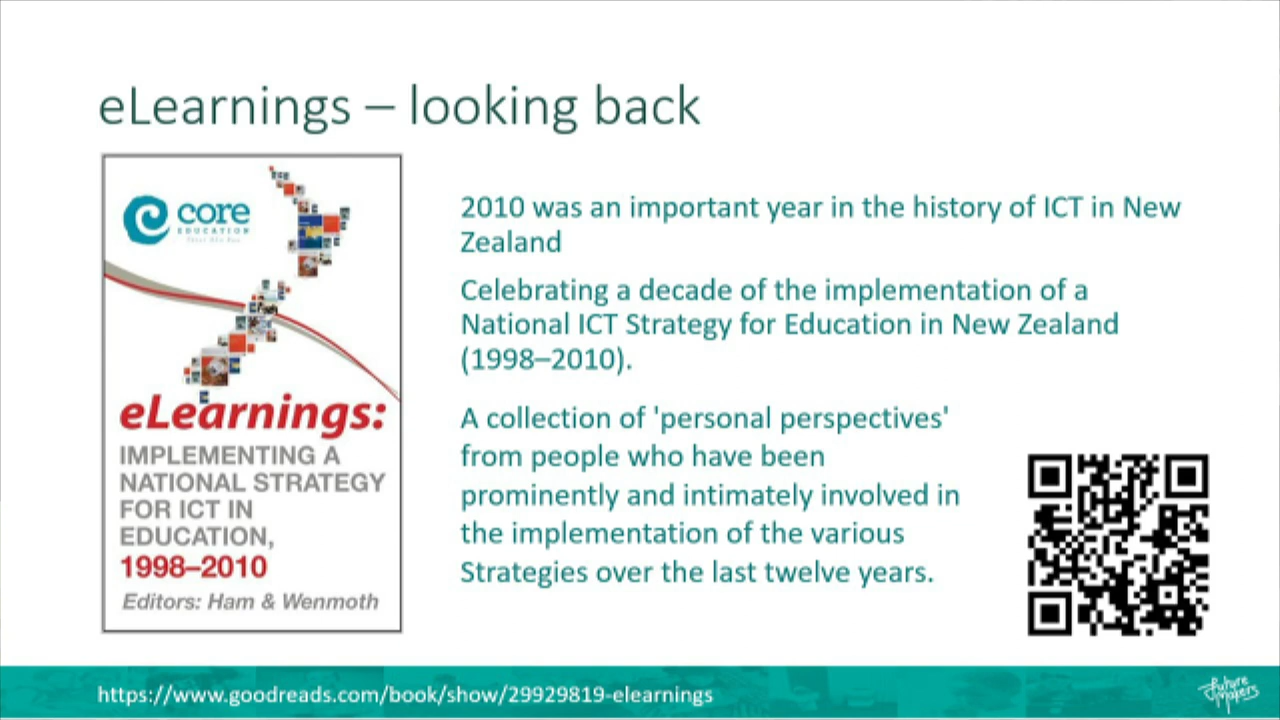 eLearnings – looking back
core
EDUCATION
eLearnings:
IMPLEMENTING A
NATIONAL STRATEGY
FOR ICT IN
EDUCATION,
1998–2010
Editors: Ham & Wenmoth
2010 was an important year in the history of ICT in New
Zealand
Celebrating a decade of the implementation of a
National ICT Strategy for Education in New Zealand
(1998–2010).
A collection of 'personal perspectives'
from people who have been
prominently and intimately involved in
the implementation of the various
Strategies over the last twelve years.
https://www.goodreads.com/book/show/29929819-elearnings
future
makers